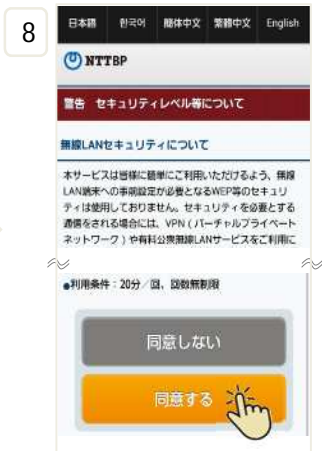 8
日本語 한국어 簡体中文 繁體中文 English
NTTBP
警告 セキュリティレベル等について
無線LANセキュリティについて
本サービスは皆様に簡単にご利用いただけるよう、無線
LAN端末への事前設定が必要となるWEP等のセキュリ
ティは使用しておりません。セキュリティを必要とする
通信をされる場合には、VPN（バーチャルプライベート
ネットワーク）や有料公衆無線LANサービスをご利用に
●利用条件：20分／回、回数無制限
同意しない
同意する